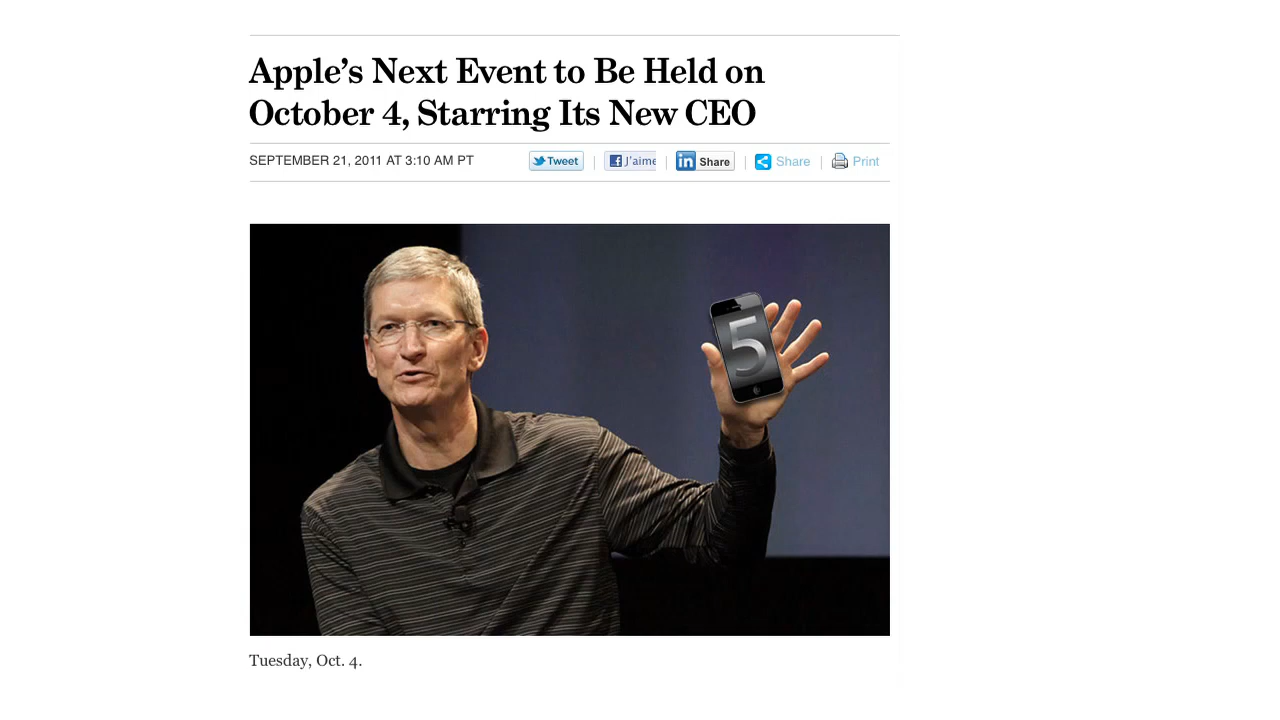 Apple’s Next Event to Be Held on
October 4, Starring Its New CEO
SEPTEMBER 21, 2011 AT 3:10 AM PT
Tweet
J'aime
Share
Share
Print
5
Tuesday, Oct. 4.